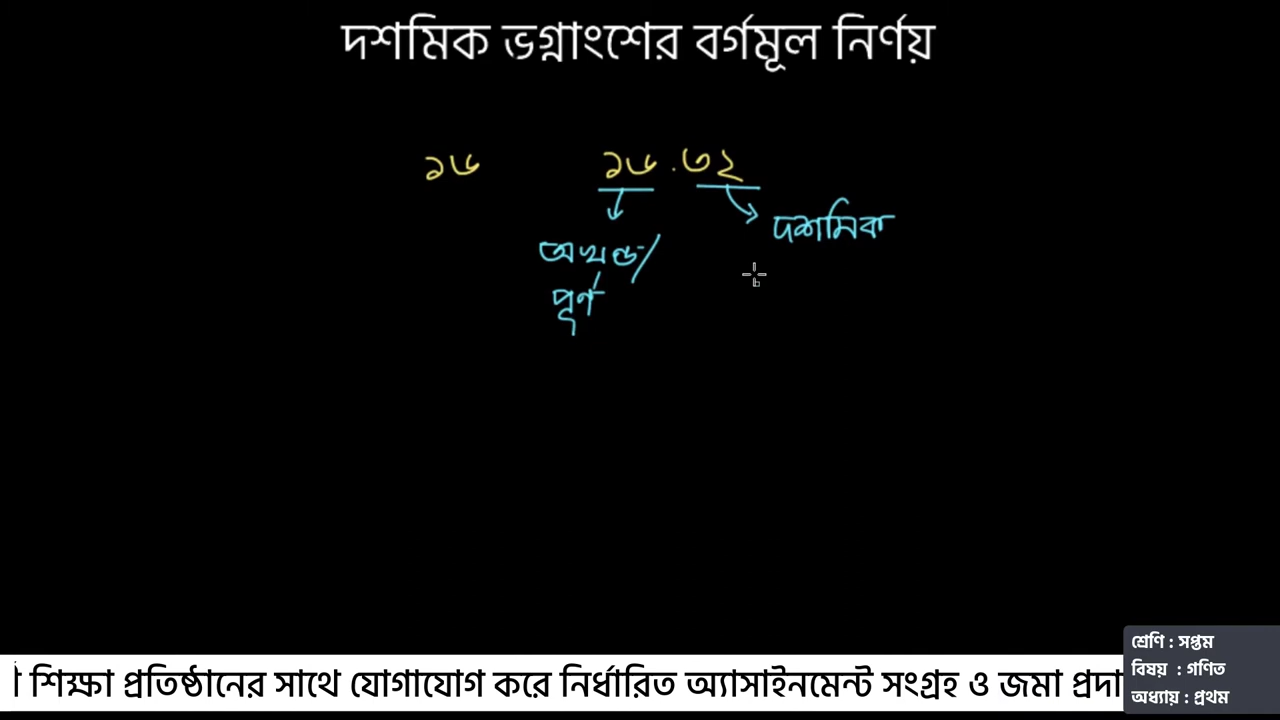 দশমিক ভগ্নাংশের বর্গমূল নির্ণয়
১৬ ১৬.৩২
দশমিক
অখন্ড/
পূর্ণ
শ্রেণি : সপ্তম
বিষয় : গণিত
অধ্যায় : প্রথম
শিক্ষা প্রতিষ্ঠানের সাথে যোগাযোগ করে নির্ধারিত অ্যাসাইনমেন্ট সংগ্রহ ও জমা প্রদা